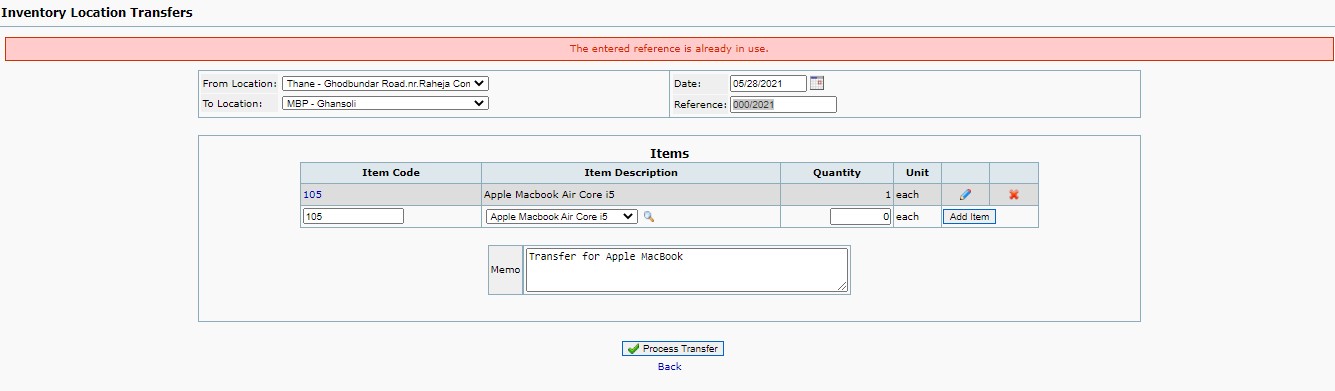 Inventory Location Transfers
The entered reference is already in use.
From Location: Thane - Ghodbundar Road.nr.Raheja Con
Date: 05/28/2021
To Location: MBP - Ghansoli
Reference: 000/2021
Items
Item Code Item Description Quantity Unit
105 Apple Macbook Air Core i5 1 each
105 Apple Macbook Air Core i5 0 each Add Item
Memo Transfer for Apple MacBook
Process Transfer
Back